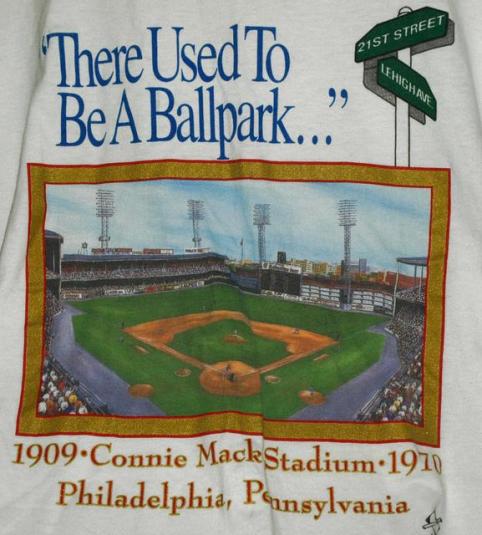 "There Used To
Be A Ballpark..."
21ST STREET
LEHIGH AVE.
1909·Connie Mack Stadium·1970
Philadelphia, Pennsylvania